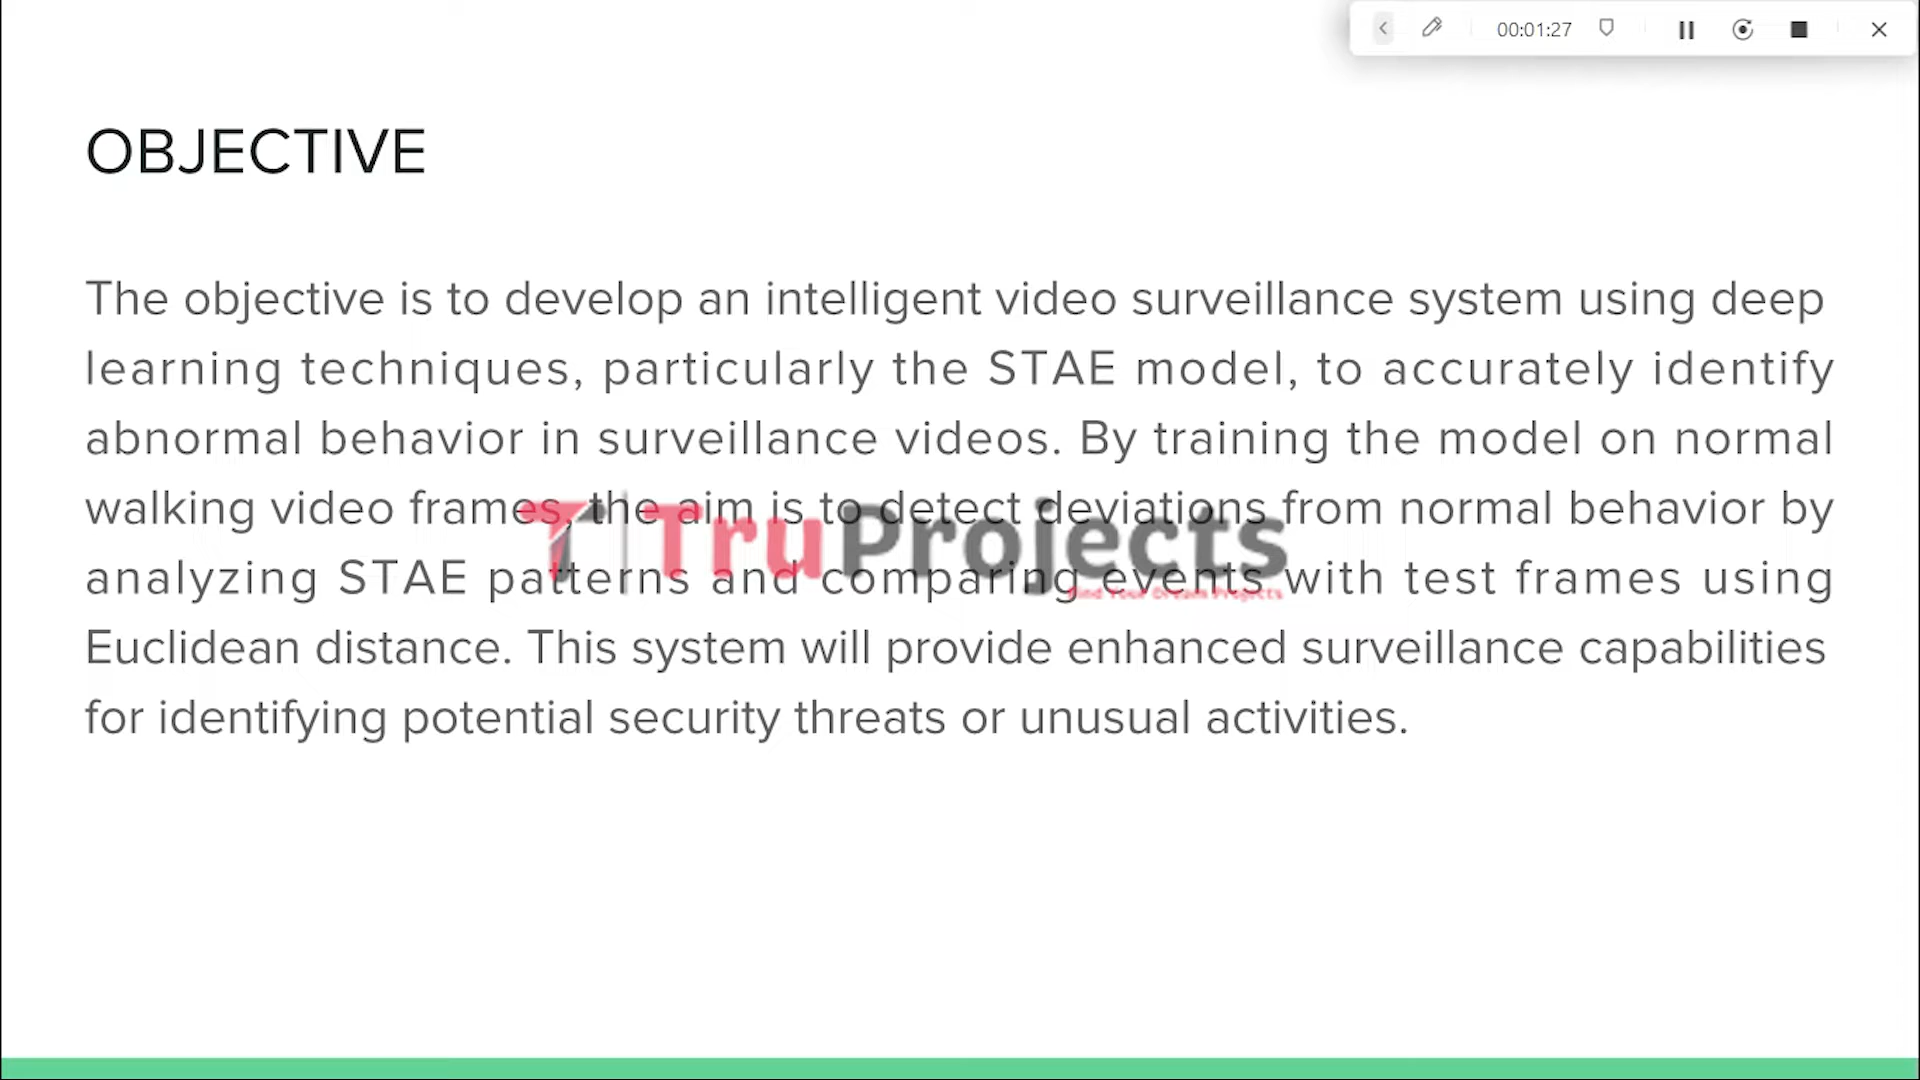 00:01:27
OBJECTIVE
The objective is to develop an intelligent video surveillance system using deep
learning techniques, particularly the STAE model, to accurately identify
abnormal behavior in surveillance videos. By training the model on normal
walking video frames, the aim is to detect deviations from normal behavior by
analyzing STAE patterns and comparing events with test frames using
Euclidean distance. This system will provide enhanced surveillance capabilities
for identifying potential security threats or unusual activities.
TruProjects
Find Your Dream Projects